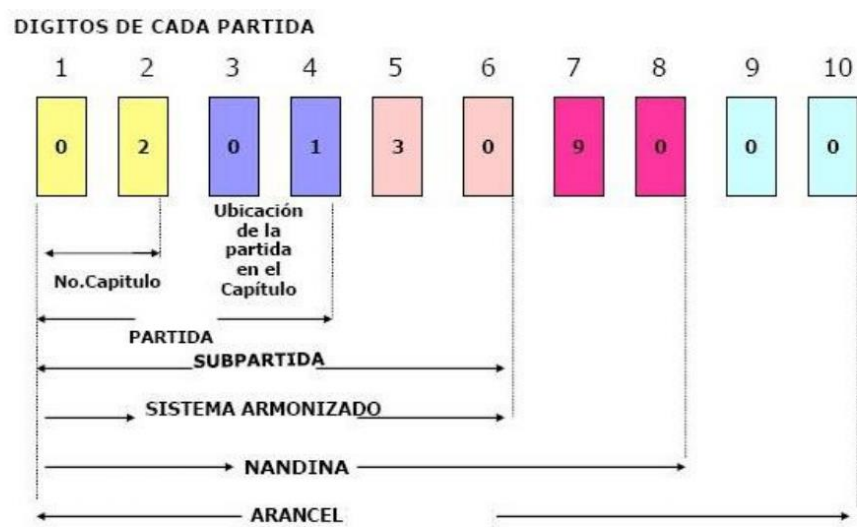 DIGITOS DE CADA PARTIDA
1 2 3 4 5 6 7 8 9 10
0 2 0 1 3 0 9 0 0 0
Ubicación
de la
partida
en el
Capítulo
No.Capitulo
PARTIDA
SUBPARTIDA
SISTEMA ARMONIZADO
NANDINA
ARANCEL